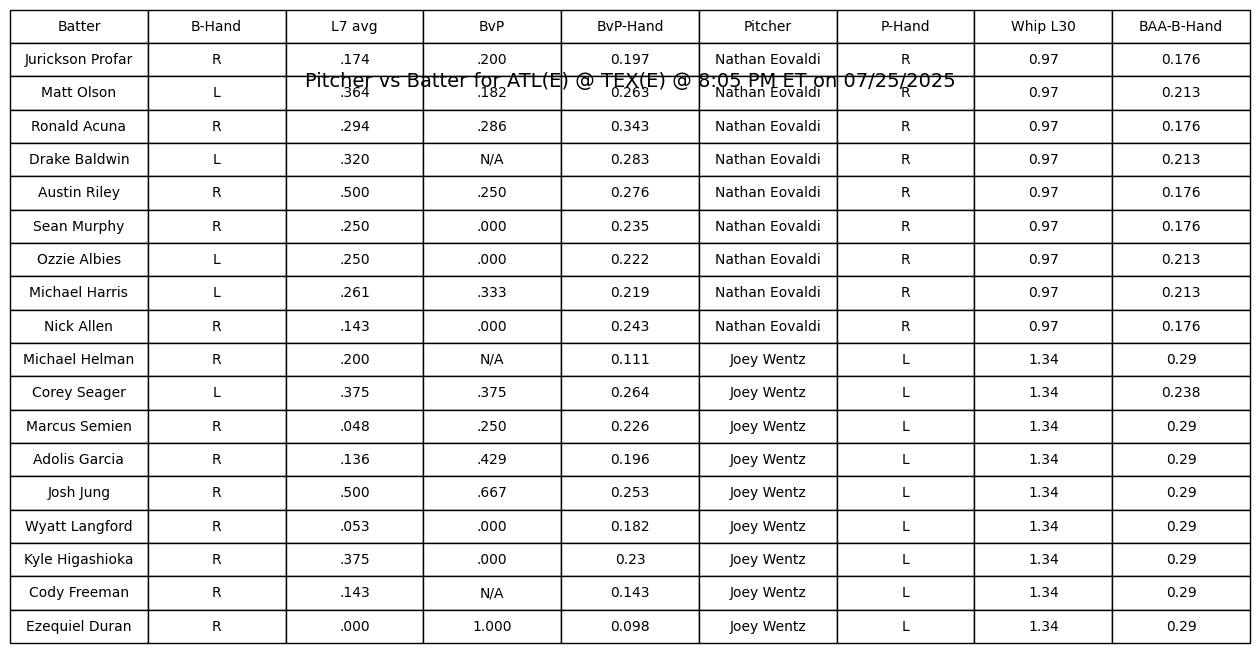 Batter B-Hand L7 avg BvP BvP-Hand Pitcher P-Hand Whip L30 BAA-B-Hand
Jurickson Profar R .174 .200 0.197 Nathan Eovaldi R 0.97 0.176
Pitcher vs Batter for ATL(E) @ TEX(E) @ 8:05 PM ET on 07/25/2025
Matt Olson L .364 .182 0.263 Nathan Eovaldi R 0.97 0.213
Ronald Acuna R .294 .286 0.343 Nathan Eovaldi R 0.97 0.176
Drake Baldwin L .320 N/A 0.283 Nathan Eovaldi R 0.97 0.213
Austin Riley R .500 .250 0.276 Nathan Eovaldi R 0.97 0.176
Sean Murphy R .250 .000 0.235 Nathan Eovaldi R 0.97 0.176
Ozzie Albies L .250 .000 0.222 Nathan Eovaldi R 0.97 0.213
Michael Harris L .261 .333 0.219 Nathan Eovaldi R 0.97 0.213
Nick Allen R .143 .000 0.243 Nathan Eovaldi R 0.97 0.176
Michael Helman R .200 N/A 0.111 Joey Wentz L 1.34 0.29
Corey Seager L .375 .375 0.264 Joey Wentz L 1.34 0.238
Marcus Semien R .048 .250 0.226 Joey Wentz L 1.34 0.29
Adolis Garcia R .136 .429 0.196 Joey Wentz L 1.34 0.29
Josh Jung R .500 .667 0.253 Joey Wentz L 1.34 0.29
Wyatt Langford R .053 .000 0.182 Joey Wentz L 1.34 0.29
Kyle Higashioka R .375 .000 0.23 Joey Wentz L 1.34 0.29
Cody Freeman R .143 N/A 0.143 Joey Wentz L 1.34 0.29
Ezequiel Duran R .000 1.000 0.098 Joey Wentz L 1.34 0.29